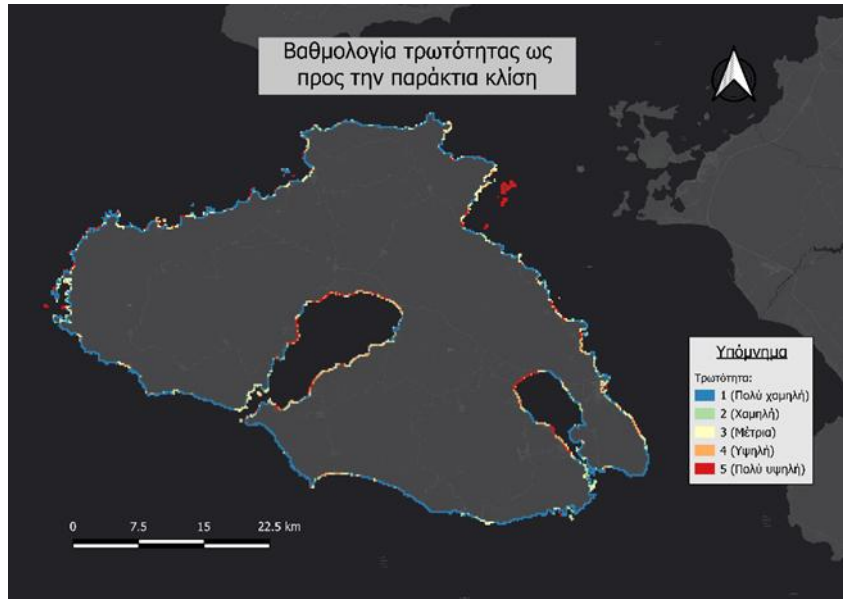 Βαθμολογία τρωτότητας ως
προς την παράκτια κλίση
Υπόμνημα
Τρωτότητα:
1 (Πολύ χαμηλή)
2 (Χαμηλή)
3 (Μέτρια)
4 (Υψηλή)
5 (Πολύ υψηλή)
0 7.5 15 22.5 km